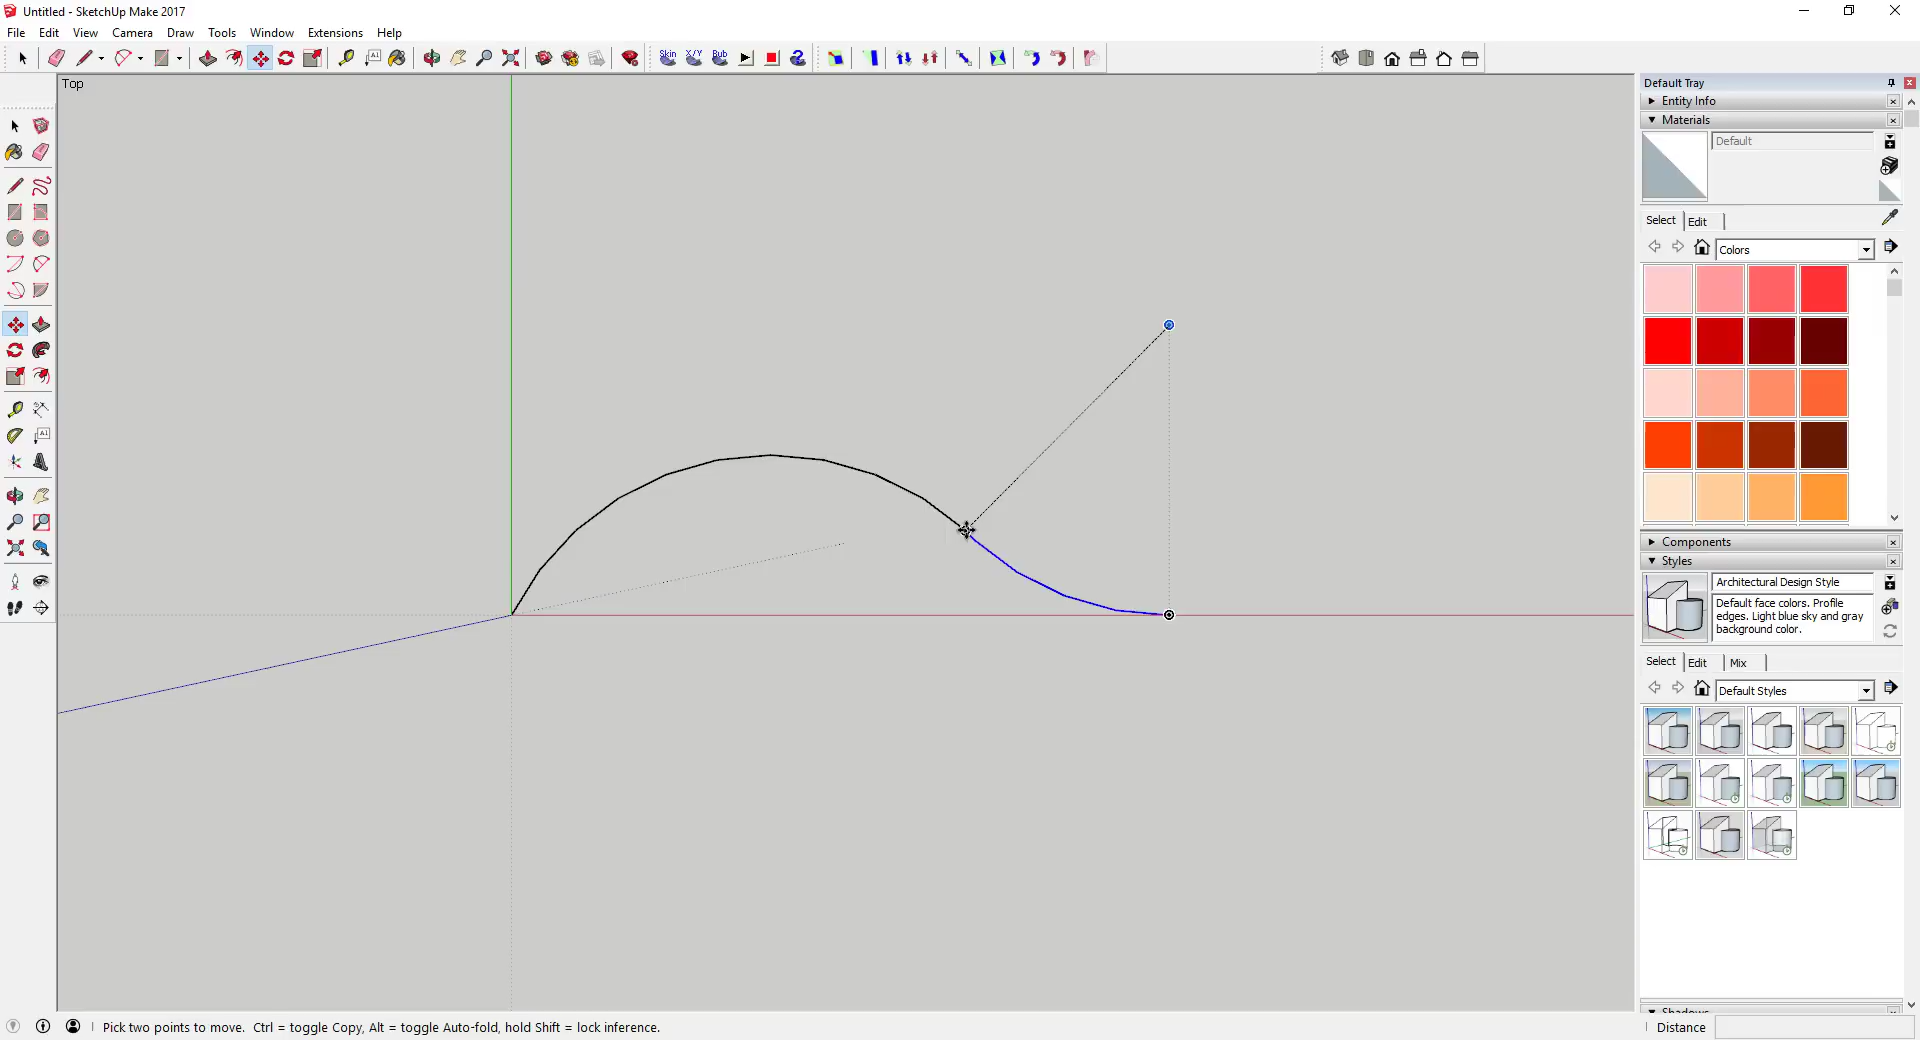 Untitled - SketchUp Make 2017
File Edit View Camera Draw Tools Window Extensions Help
Skin X/Y Bub
Top
Default Tray
Entity Info
Materials
Default
Select Edit
Colors
Components
Styles
Architectural Design Style
Default face colors. Profile
edges. Light blue sky and gray
background color.
Select Edit Mix
Default Styles
Shadows
Pick two points to move. Ctrl = toggle Copy, Alt = toggle Auto-fold, hold Shift = lock inference.
Distance